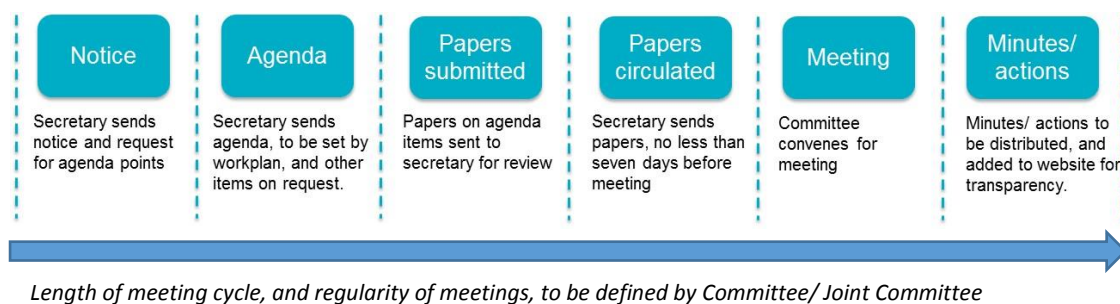 Notice
Agenda
Papers
submitted
Papers
circulated
Meeting
Minutes/
actions
Secretary sends
notice and request
for agenda points
Secretary sends
agenda, to be set by
workplan, and other
items on request.
Papers on agenda
items sent to
secretary for review
Secretary sends
papers, no less than
seven days before
meeting
Committee
convenes for
meeting
Minutes/ actions to
be distributed, and
added to website for
transparency.
Length of meeting cycle, and regularity of meetings, to be defined by Committee/ Joint Committee